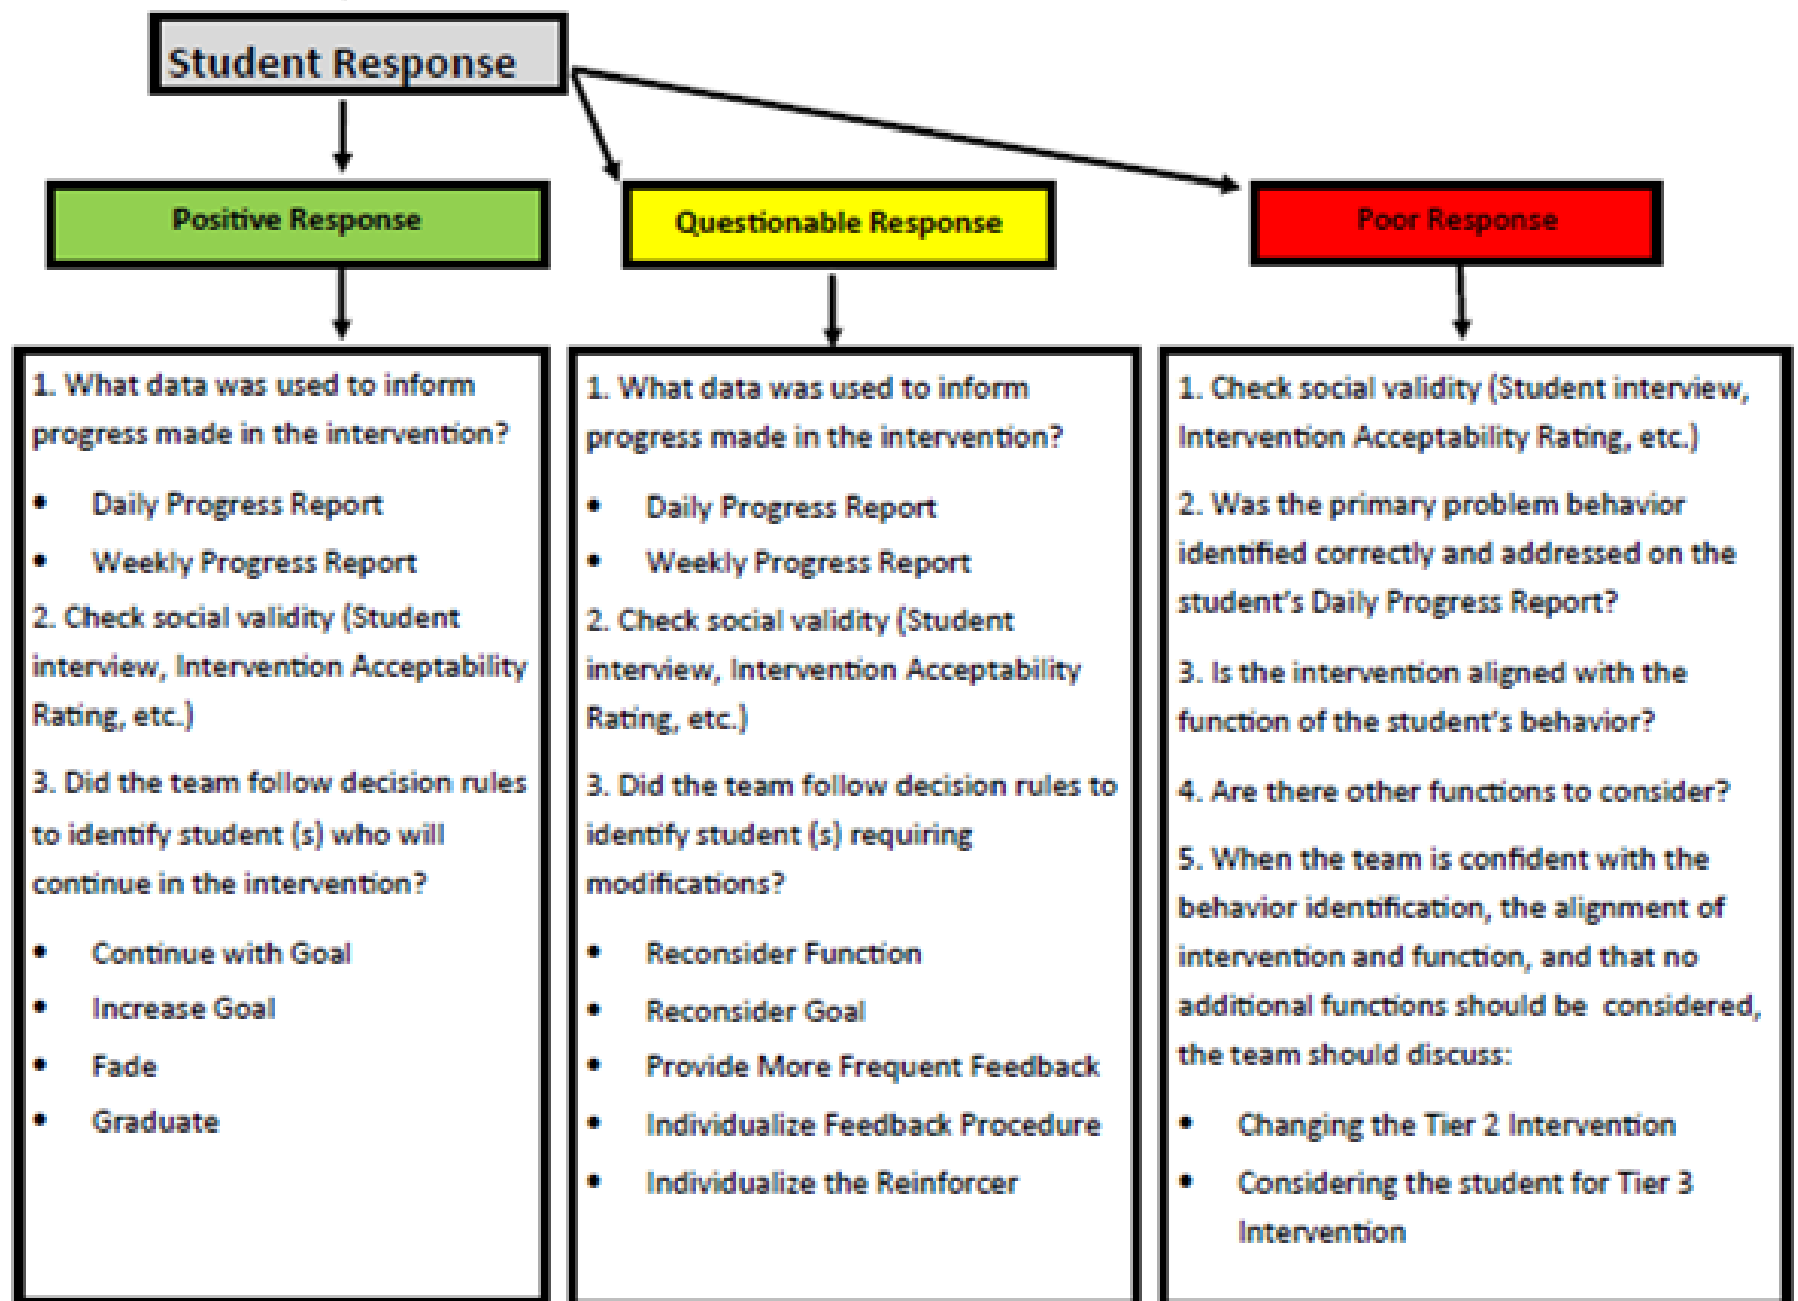 Student Response
Positive Response
Questionable Response
Poor Response
1. What data was used to inform
progress made in the intervention?
• Daily Progress Report
• Weekly Progress Report
2. Check social validity (Student
interview, Intervention Acceptability
Rating, etc.)
3. Did the team follow decision rules
to identify student (s) who will
continue in the intervention?
• Continue with Goal
• Increase Goal
• Fade
• Graduate
1. What data was used to inform
progress made in the intervention?
• Daily Progress Report
• Weekly Progress Report
2. Check social validity (Student
interview, Intervention Acceptability
Rating, etc.)
3. Did the team follow decision rules to
identify student (s) requiring
modifications?
• Reconsider Function
• Reconsider Goal
• Provide More Frequent Feedback
• Individualize Feedback Procedure
• Individualize the Reinforcer
1. Check social validity (Student interview,
Intervention Acceptability Rating, etc.)
2. Was the primary problem behavior
identified correctly and addressed on the
student's Daily Progress Report?
3. Is the intervention aligned with the
function of the student's behavior?
4. Are there other functions to consider?
5. When the team is confident with the
behavior identification, the alignment of
intervention and function, and that no
additional functions should be considered,
the team should discuss:
• Changing the Tier 2 Intervention
• Considering the student for Tier 3
Intervention